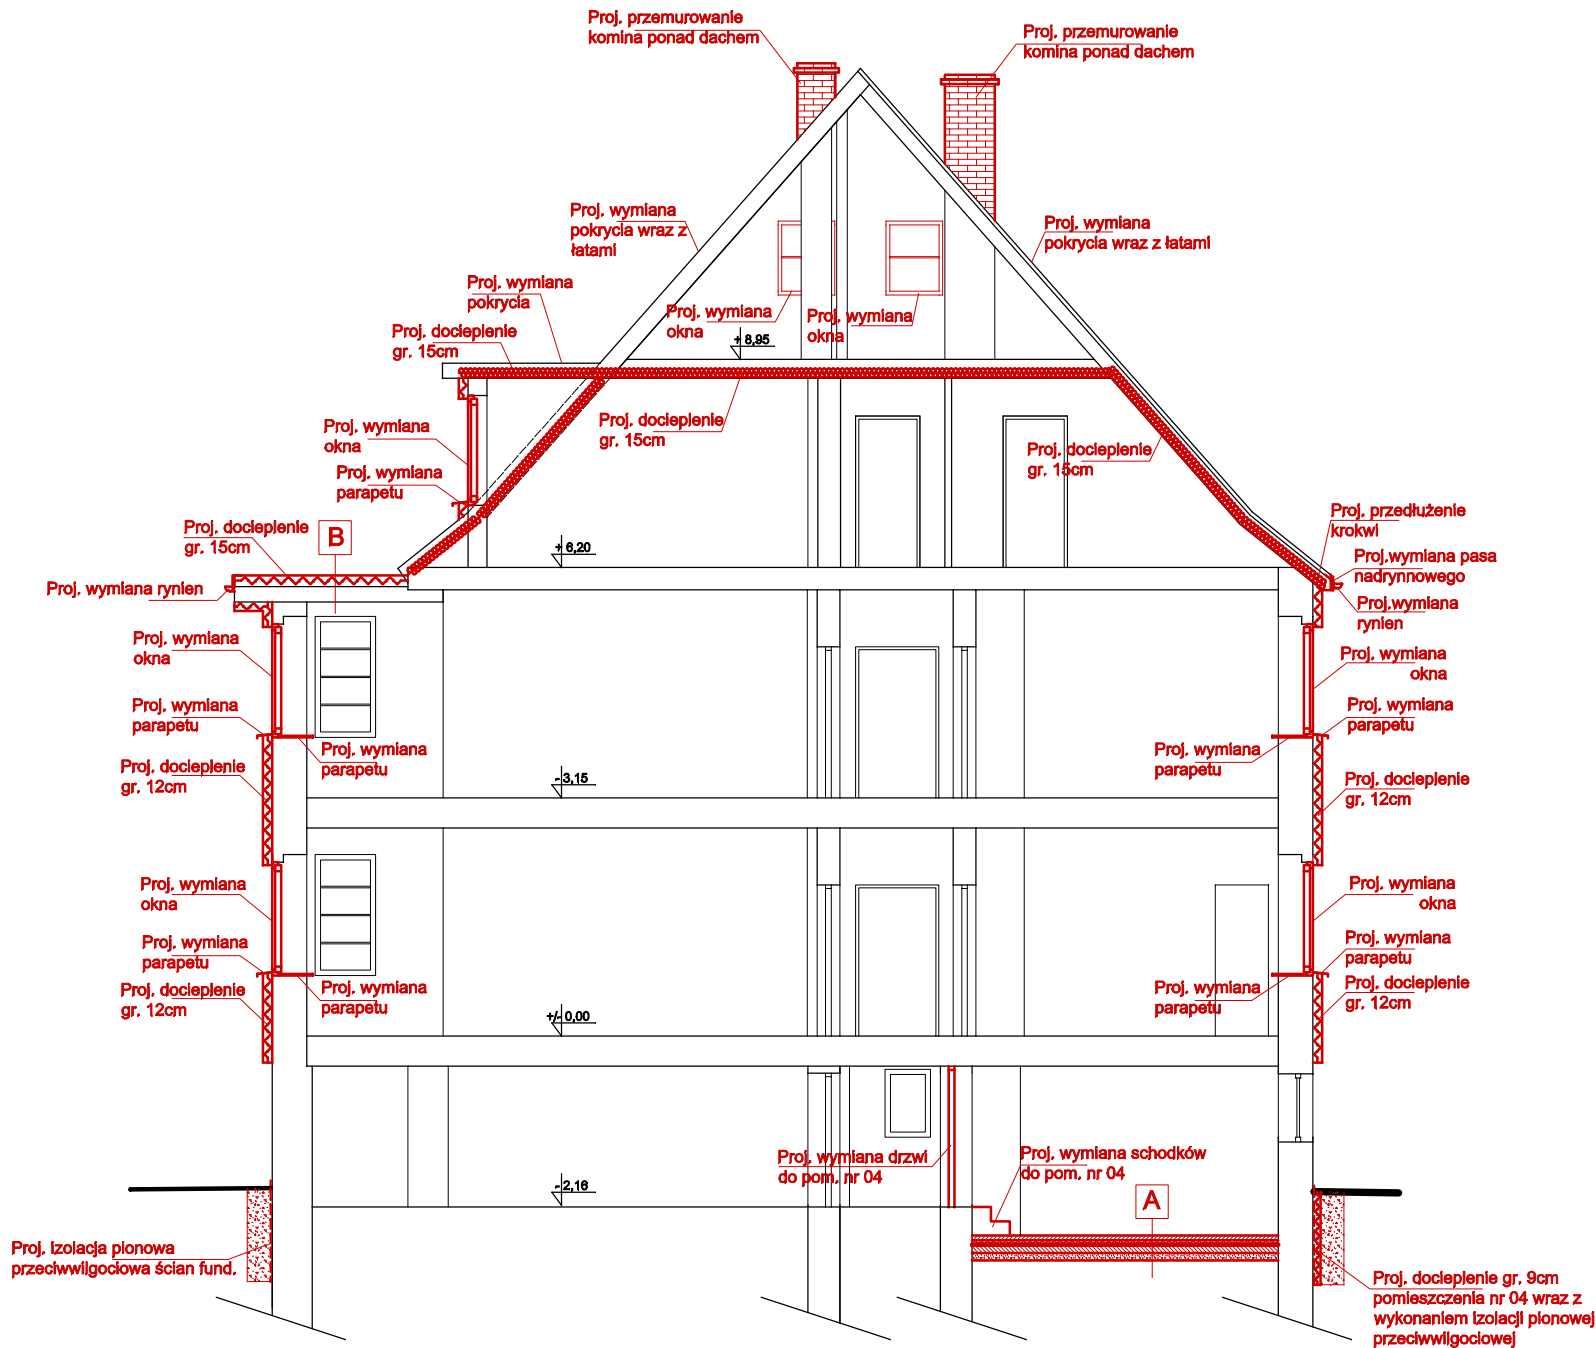 Proj. przemurowanie
komina ponad dachem
Proj. przemurowanie
komina ponad dachem
Proj. wymiana
pokrycia wraz z
łatami
Proj. wymiana
pokrycia wraz z łatami
Proj. wymiana
pokrycia
Proj. wymiana
okna
Proj. wymiana
okna
Proj. docieplenie
gr. 15cm
+ 8,95
Proj. wymiana
okna
Proj. docieplenie
gr. 15cm
Proj. docieplenie
gr. 15cm
Proj. wymiana
parapetu
Proj. docieplenie
gr. 15cm
B
Proj. przedłużenie
krokwi
+ 6,20
Proj.wymiana pasa
nadrynnowego
Proj. wymiana rynien
Proj.wymiana
rynien
Proj. wymiana
okna
Proj. wymiana
okna
Proj. wymiana
parapetu
Proj. wymiana
parapetu
Proj. wymiana
parapetu
Proj. wymiana
parapetu
Proj. docieplenie
gr. 12cm
- 3,15
Proj. docieplenie
gr. 12cm
Proj. wymiana
okna
Proj. wymiana
okna
Proj. wymiana
parapetu
Proj. wymiana
parapetu
Proj. docieplenie
gr. 12cm
Proj. wymiana
parapetu
Proj. wymiana
parapetu
Proj. docieplenie
gr. 12cm
+/- 0,00
Proj. wymiana drzwi
do pom. nr 04
Proj. wymiana schodków
do pom. nr 04
- 2,16
A
Proj. izolacja pionowa
przeciwwilgociowa ścian fund.
Proj. docieplenie gr. 9cm
pomieszczenia nr 04 wraz z
wykonaniem izolacji pionowej
przeciwwilgociowej